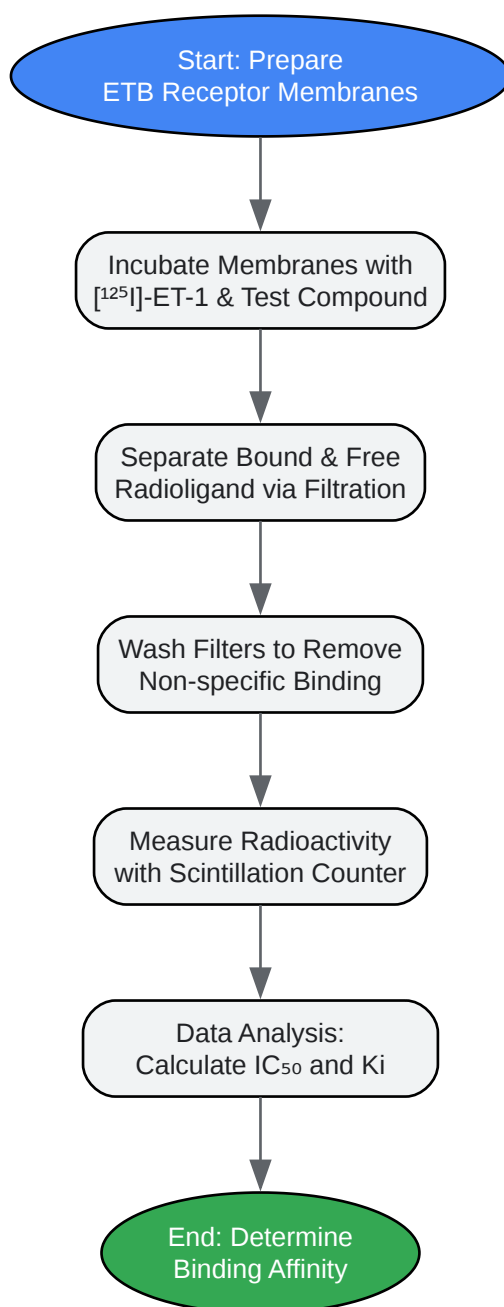 Start: Prepare
ETB Receptor Membranes
Incubate Membranes with
[¹²⁵I]-ET-1 & Test Compound
Separate Bound & Free
Radioligand via Filtration
Wash Filters to Remove
Non-specific Binding
Measure Radioactivity
with Scintillation Counter
Data Analysis:
Calculate IC₅₀ and Ki
End: Determine
Binding Affinity